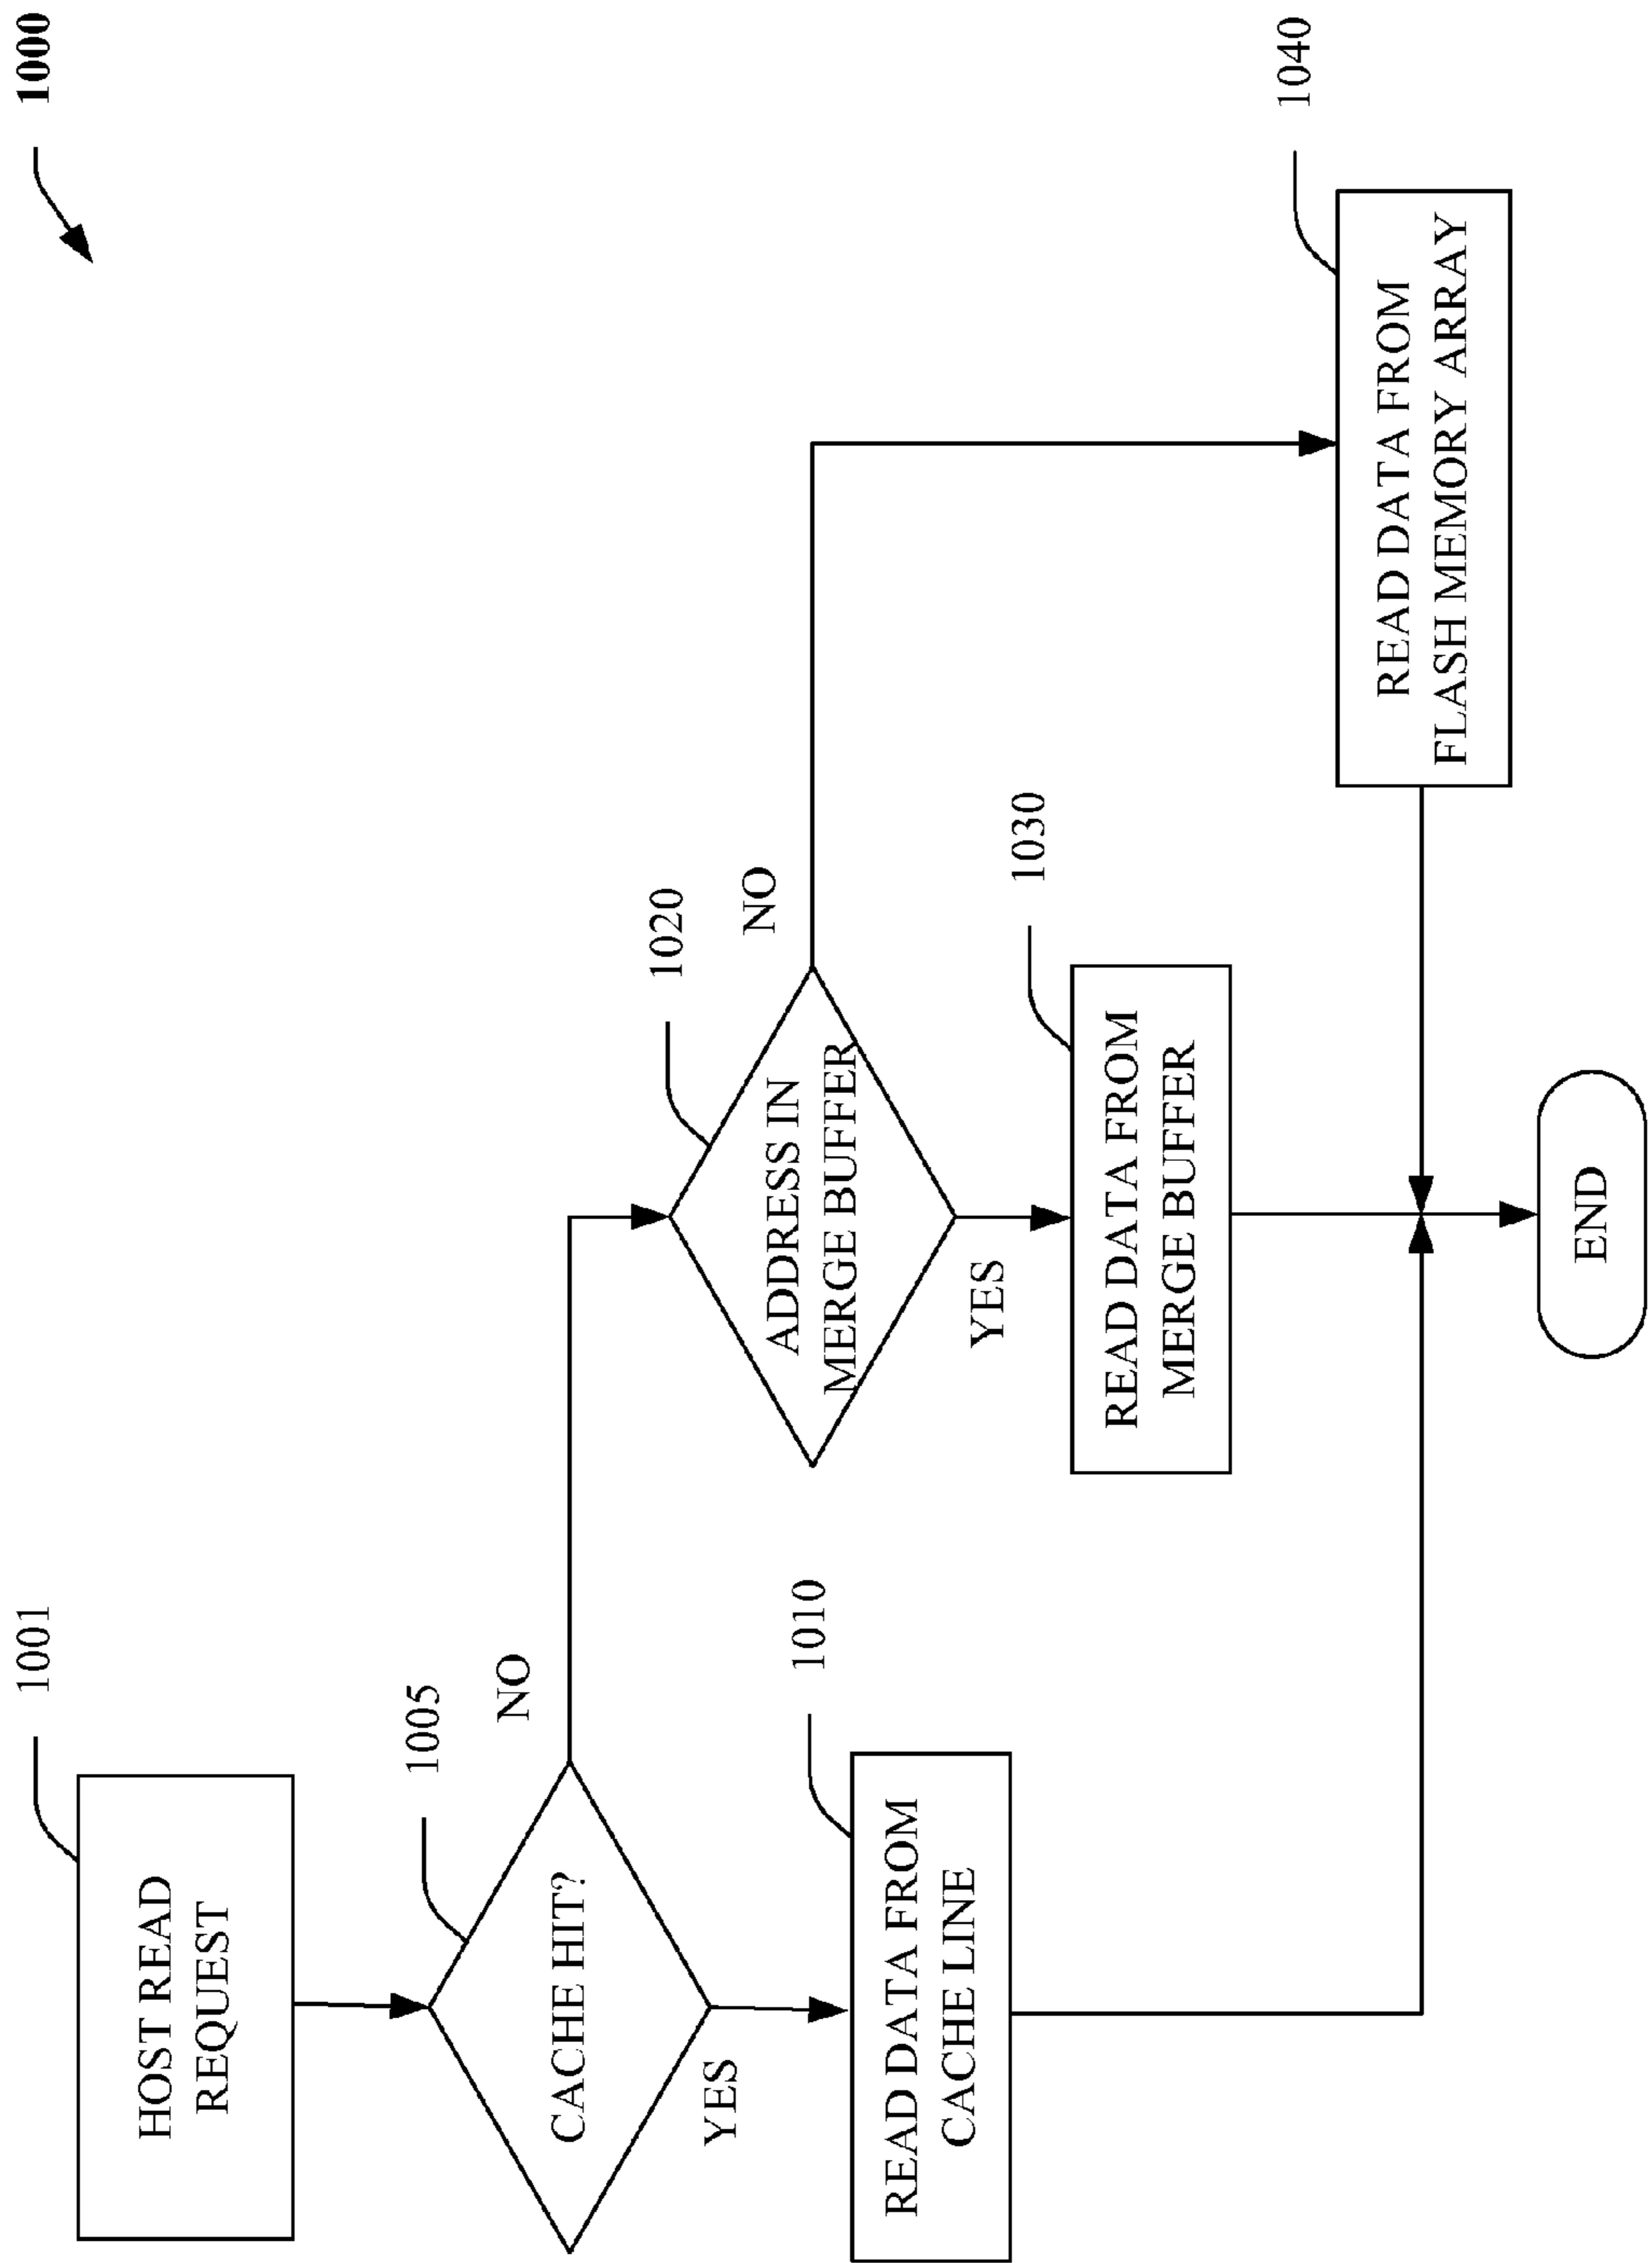 1000
1001
HOST READ
REQUEST
1005
CACHE HIT?
NO
YES
1010
READ DATA FROM
CACHE LINE
1020
ADDRESS IN
MERGE BUFFER
NO
YES
1030
READ DATA FROM
MERGE BUFFER
1040
READ DATA FROM
FLASH MEMORY ARRAY
END